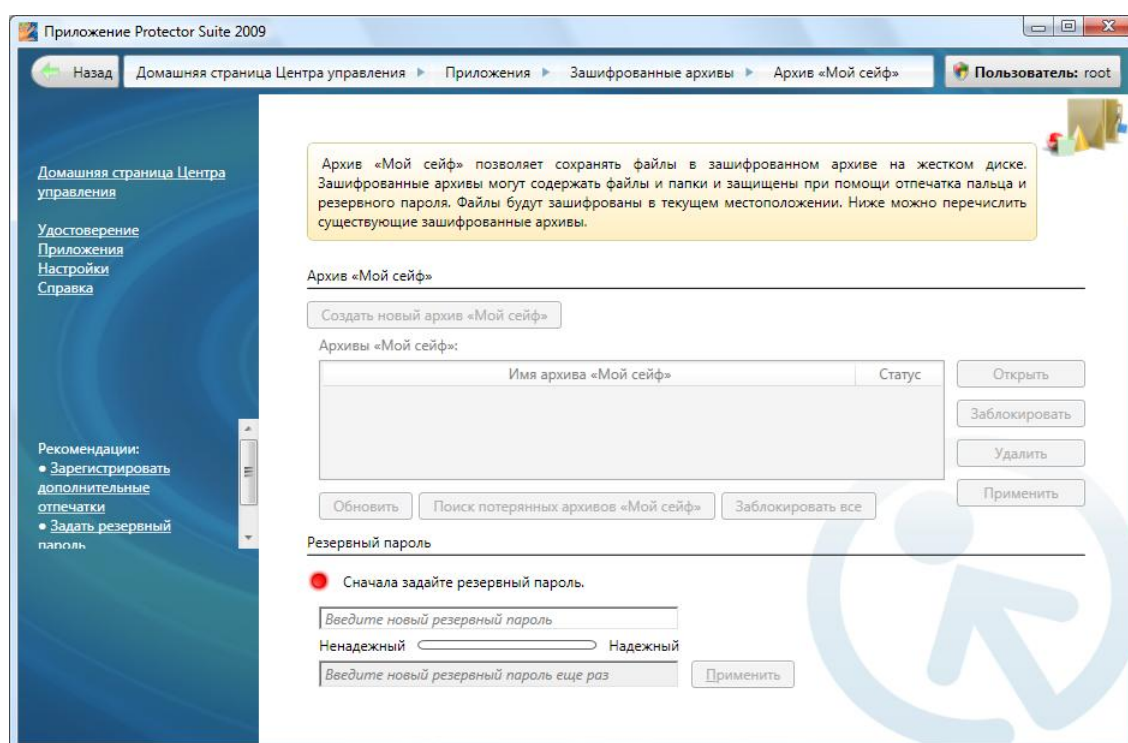 Приложение Protector Suite 2009
Назад
Домашняя страница Центра управления
Приложения
Зашифрованные архивы
Архив «Мой сейф»
Пользователь: root
Домашняя страница Центра
управления
Удостоверение
Приложения
Настройки
Справка
Рекомендации:
• Зарегистрировать
дополнительные
отпечатки
• Задать резервный
пароль
Архив «Мой сейф» позволяет сохранять файлы в зашифрованном архиве на жестком диске.
Зашифрованные архивы могут содержать файлы и папки и защищены при помощи отпечатка пальца и
резервного пароля. Файлы будут зашифрованы в текущем местоположении. Ниже можно перечислить
существующие зашифрованные архивы.
Архив «Мой сейф»
Создать новый архив «Мой сейф»
Архивы «Мой сейф»:
Имя архива «Мой сейф»
Статус
Открыть
Заблокировать
Удалить
Применить
Обновить
Поиск потерянных архивов «Мой сейф»
Заблокировать все
Резервный пароль
Сначала задайте резервный пароль.
Введите новый резервный пароль
Ненадежный
Надежный
Введите новый резервный пароль еще раз
Применить